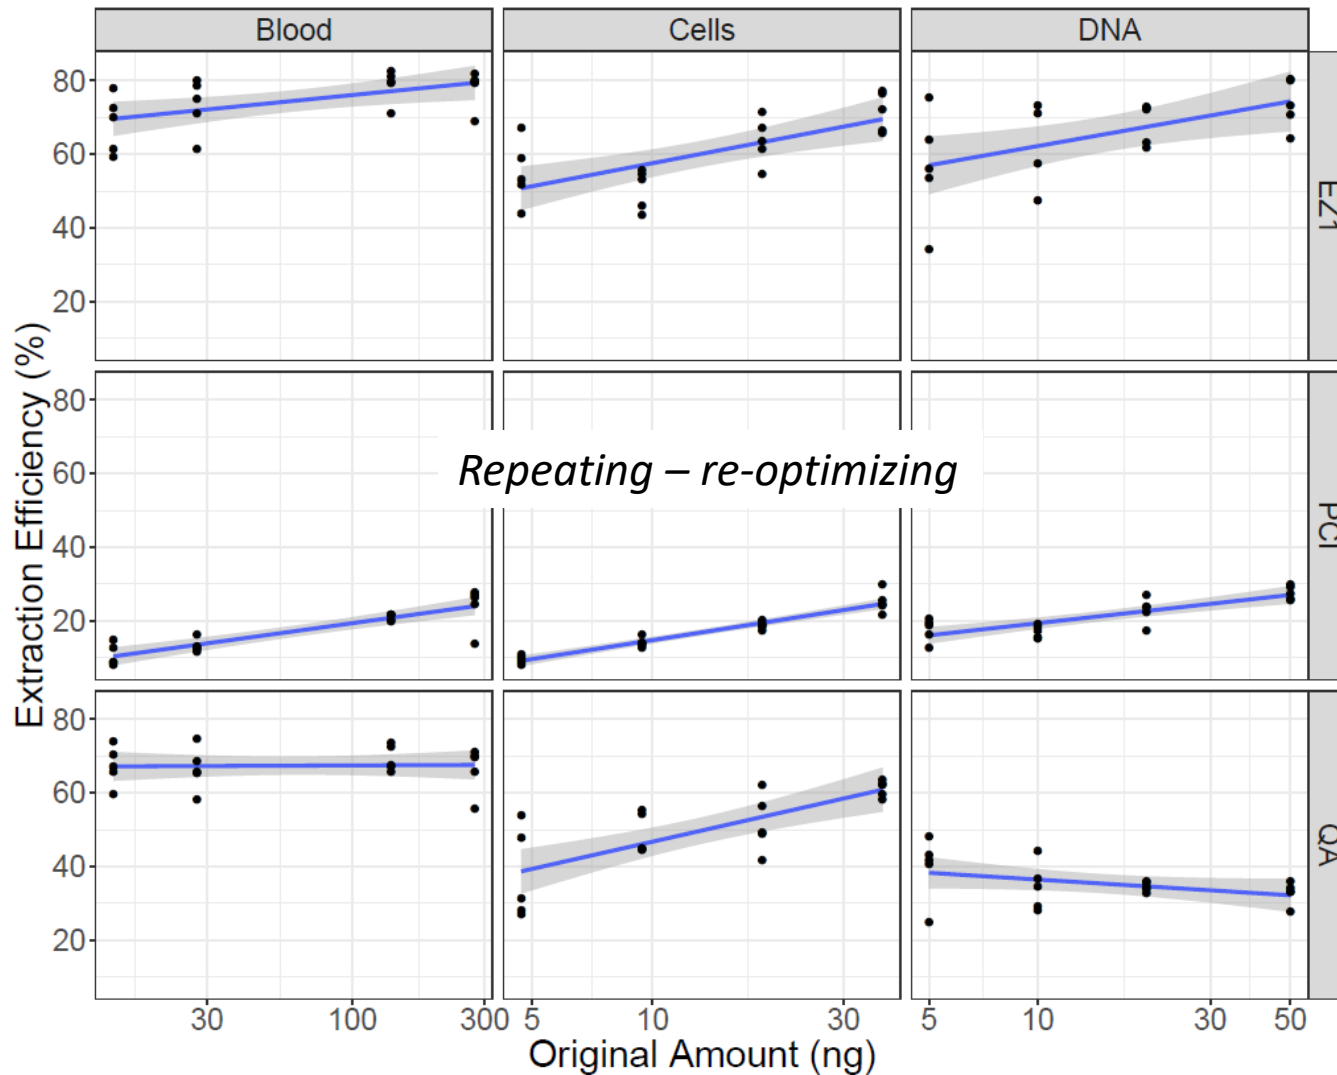 Blood Cells DNA
80
60
40
20
EZ1
80
60
40
20
PCI
Repeating – re-optimizing
80
60
40
20
QA
Extraction Efficiency (%)
30 100 300 5 10 30 5 10 30 50
Original Amount (ng)